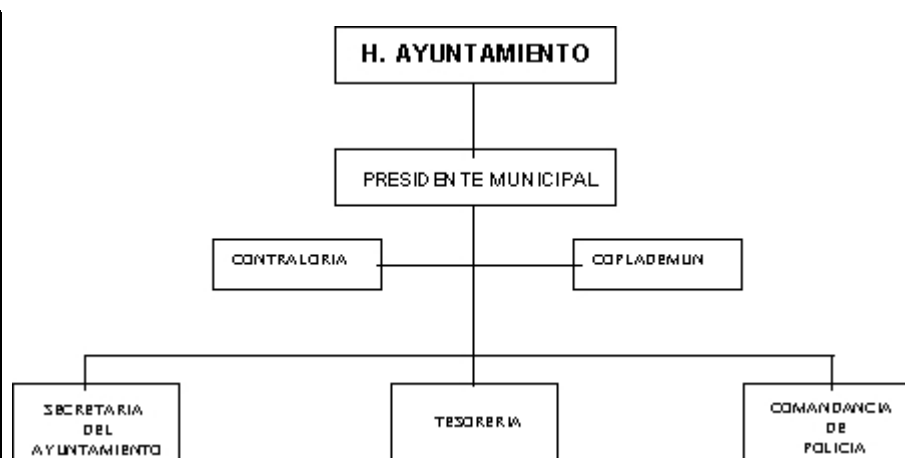 H. AYUNTAMIENTO
PRESIDENTE MUNICIPAL
CONTRALORIA
COPLADEMUN
SECRETARIA
DEL
AYUNTAMIENTO
TESORERIA
COMANDANCIA
DE
POLICIA